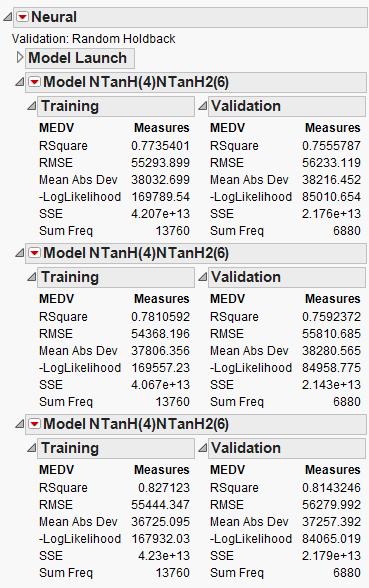 Neural
Validation: Random Holdback
Model Launch
Model NTanH(4)NTanH2(6)
Training Validation
MEDV Measures MEDV Measures
RSquare 0.7735401 RSquare 0.7555787
RMSE 55293.899 RMSE 56233.119
Mean Abs Dev 38032.699 Mean Abs Dev 38216.452
-LogLikelihood 169789.54 -LogLikelihood 85010.654
SSE 4.207e+13 SSE 2.176e+13
Sum Freq 13760 Sum Freq 6880
Model NTanH(4)NTanH2(6)
Training Validation
MEDV Measures MEDV Measures
RSquare 0.7810592 RSquare 0.7592372
RMSE 54368.196 RMSE 55810.685
Mean Abs Dev 37806.356 Mean Abs Dev 38280.565
-LogLikelihood 169557.23 -LogLikelihood 84958.775
SSE 4.067e+13 SSE 2.143e+13
Sum Freq 13760 Sum Freq 6880
Model NTanH(4)NTanH2(6)
Training Validation
MEDV Measures MEDV Measures
RSquare 0.827123 RSquare 0.8143246
RMSE 55444.347 RMSE 56279.992
Mean Abs Dev 36725.095 Mean Abs Dev 37257.392
-LogLikelihood 167932.03 -LogLikelihood 84065.019
SSE 4.23e+13 SSE 2.179e+13
Sum Freq 13760 Sum Freq 6880